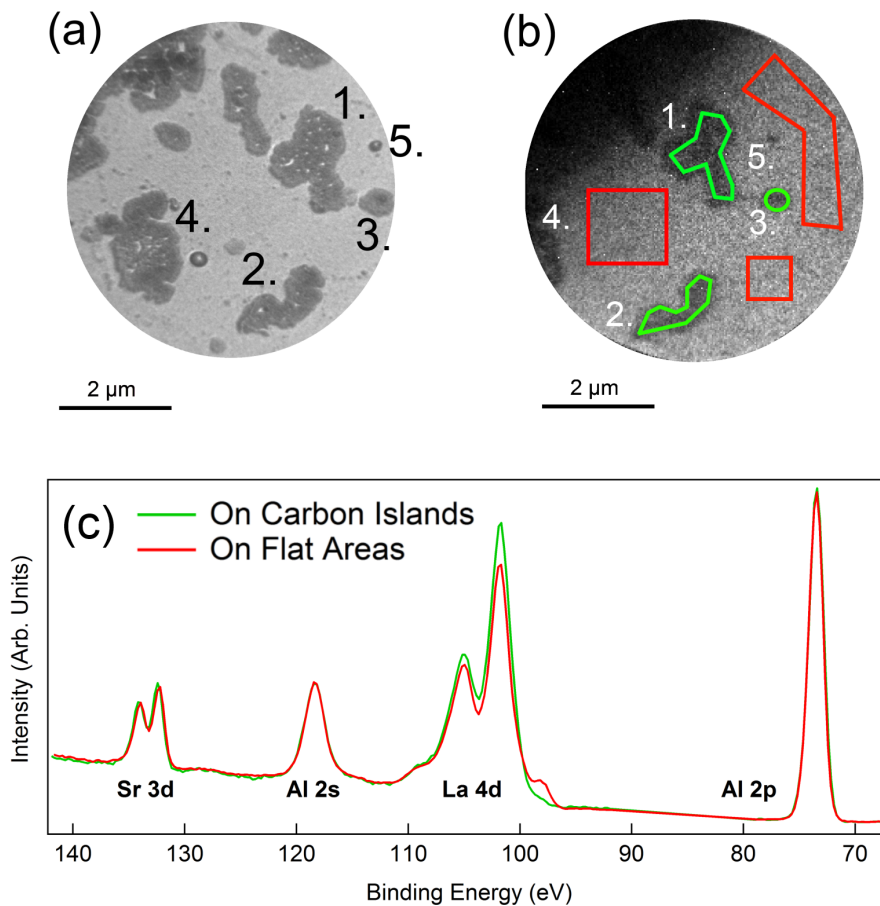 (a)
1.
5.
4.
3.
2.
2 µm
(b)
1.
5.
4.
3.
2.
2 µm
(c)
On Carbon Islands
On Flat Areas
Intensity (Arb. Units)
Sr 3d
Al 2s
La 4d
Al 2p
140 130 120 110 100 90 80 70
Binding Energy (eV)